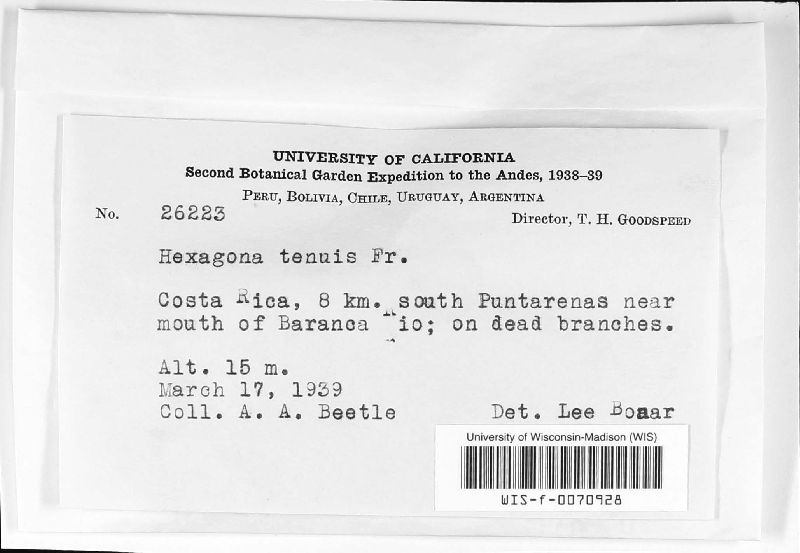 UNIVERSITY OF CALIFORNIA
Second Botanical Garden Expedition to the Andes, 1938-39
PERU, BOLIVIA, CHILE, URUGUAY, ARGENTINA
No. 26223
Director, T. H. GOODSPEED
Hexagona tenuis Fr.
Costa Rica, 8 km. south Puntarenas near
mouth of Baranca io; on dead branches.
Alt. 15 m.
March 17, 1939
Coll. A. A. Beetle Det. Lee Bonar
University of Wisconsin-Madison (WIS)
WIS-f-0070928